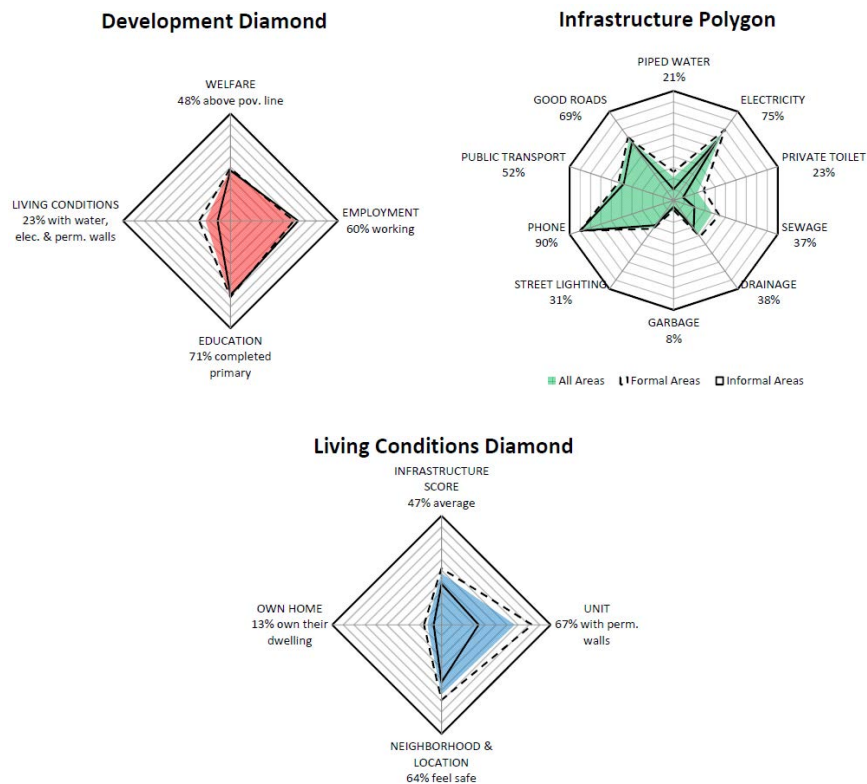 Development Diamond
WELFARE
48% above pov. line
LIVING CONDITIONS
23% with water,
elec. & perm. walls
EMPLOYMENT
60% working
EDUCATION
71% completed
primary
Infrastructure Polygon
PIPED WATER
21%
GOOD ROADS
69%
ELECTRICITY
75%
PUBLIC TRANSPORT
52%
PRIVATE TOILET
23%
PHONE
90%
SEWAGE
37%
STREET LIGHTING
31%
DRAINAGE
38%
GARBAGE
8%
All Areas Formal Areas Informal Areas
Living Conditions Diamond
INFRASTRUCTURE
SCORE
47% average
OWN HOME
13% own their
dwelling
UNIT
67% with perm.
walls
NEIGHBORHOOD &
LOCATION
64% feel safe